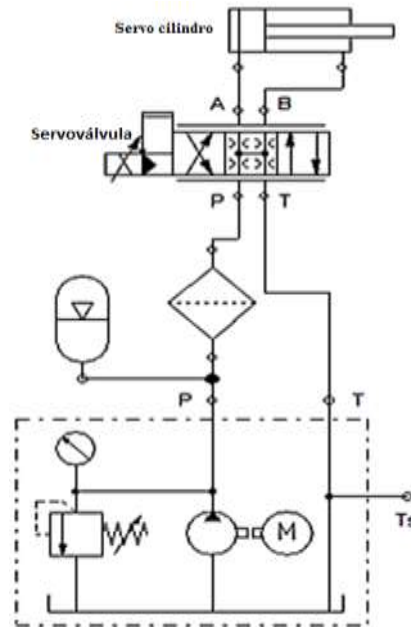 Servo cilindro
A B
Servoválvula
P T
P T
M
Ts